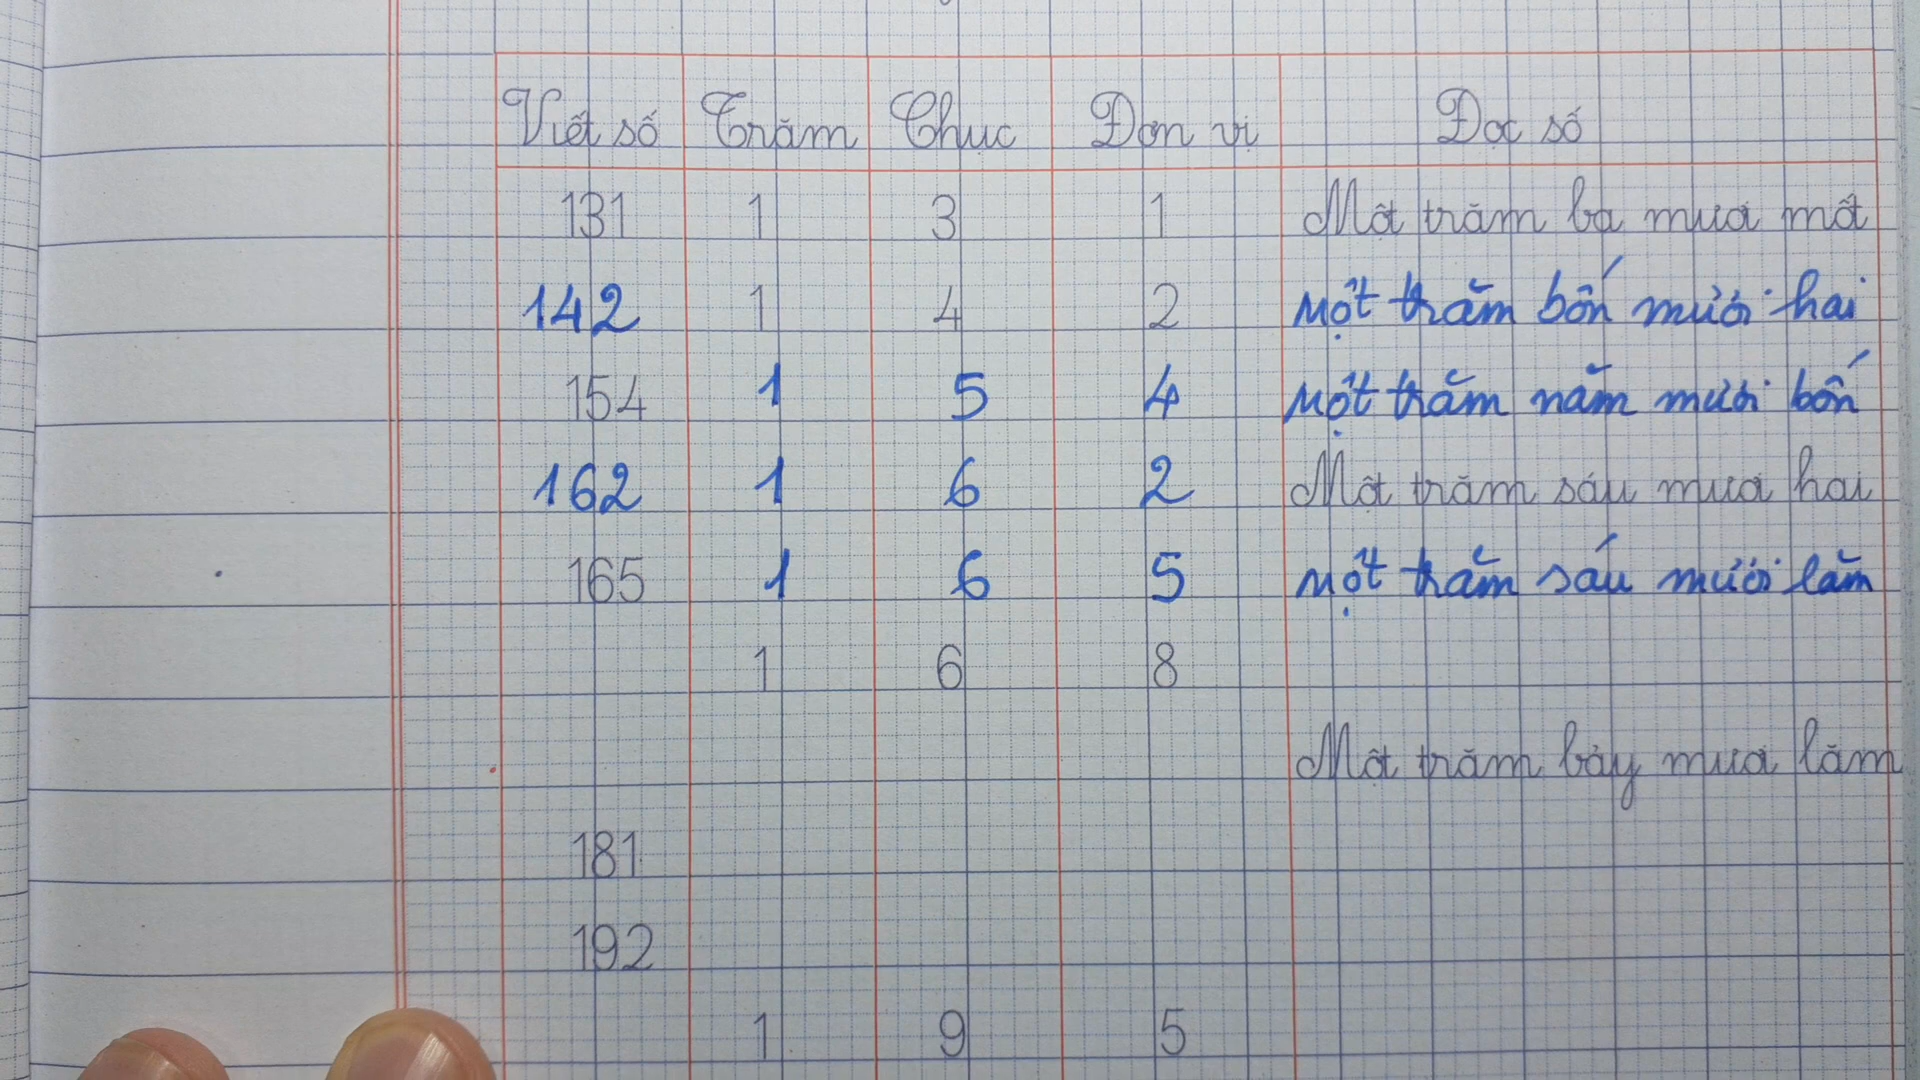 Viết số Trăm Chục Đơn vị Đọc số
131 1 3 1 Một trăm ba mươi mốt
142 1 4 2 Một trăm bốn mươi hai
154 1 5 4 Một trăm năm mươi bốn
162 1 6 2 Một trăm sáu mươi hai
165 1 6 5 Một trăm sáu mươi lăm
1 6 8
Một trăm bảy mươi lăm
181
192
1 9 5